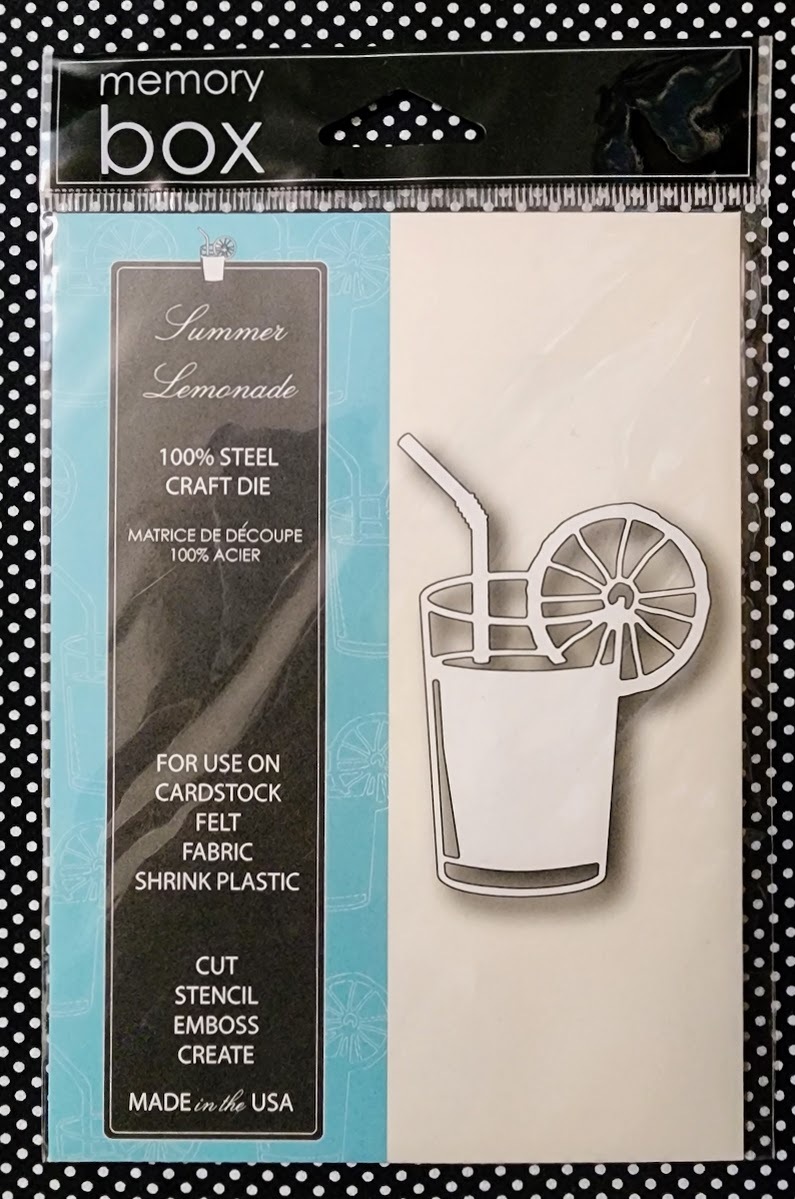 memory
box
Summer
Lemonade
100% STEEL
CRAFT DIE
MATRICE DE DÉCOUPE
100% ACIER
FOR USE ON
CARDSTOCK
FELT
FABRIC
SHRINK PLASTIC
CUT
STENCIL
EMBOSS
CREATE
MADE in the USA